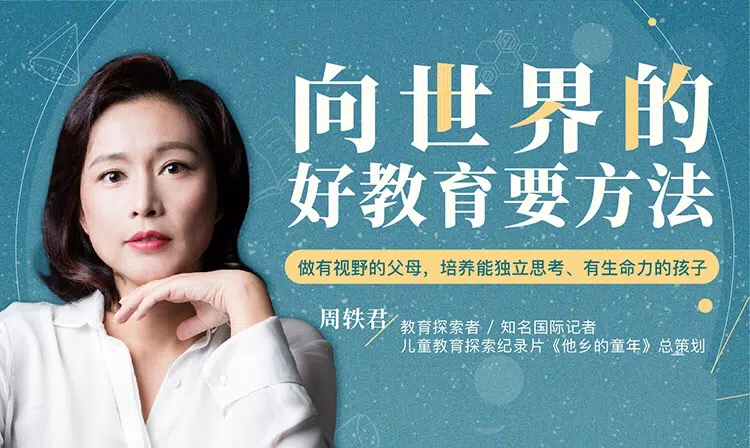 向世界的
好教育要方法
做有视野的父母，培养能独立思考、有生命力的孩子
周轶君
教育探索者 / 知名国际记者
儿童教育探索纪录片《他乡的童年》总策划